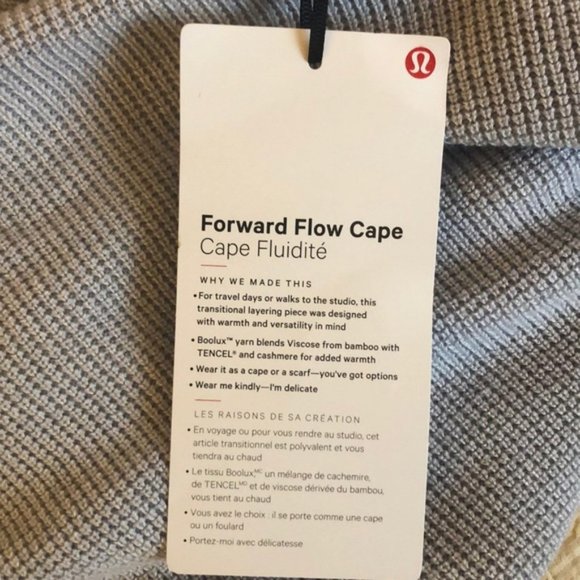 Forward Flow Cape
Cape Fluidité
WHY WE MADE THIS
• For travel days or walks to the studio, this
transitional layering piece was designed
with warmth and versatility in mind
• Boolux™ yarn blends Viscose from bamboo with
TENCEL® and cashmere for added warmth
• Wear it as a cape or a scarf—you've got options
• Wear me kindly—I'm delicate
LES RAISONS DE SA CRÉATION
• En voyage ou pour vous rendre au studio, cet
article transitionnel est polyvalent et vous
tiendra au chaud
• Le tissu Boolux,ᴹᶜ un mélange de cachemire,
de TENCELᴹᴰ et de viscose dérivée du bambou,
vous tient au chaud
• Vous avez le choix : il se porte comme une cape
ou un foulard
• Portez-moi avec délicatesse